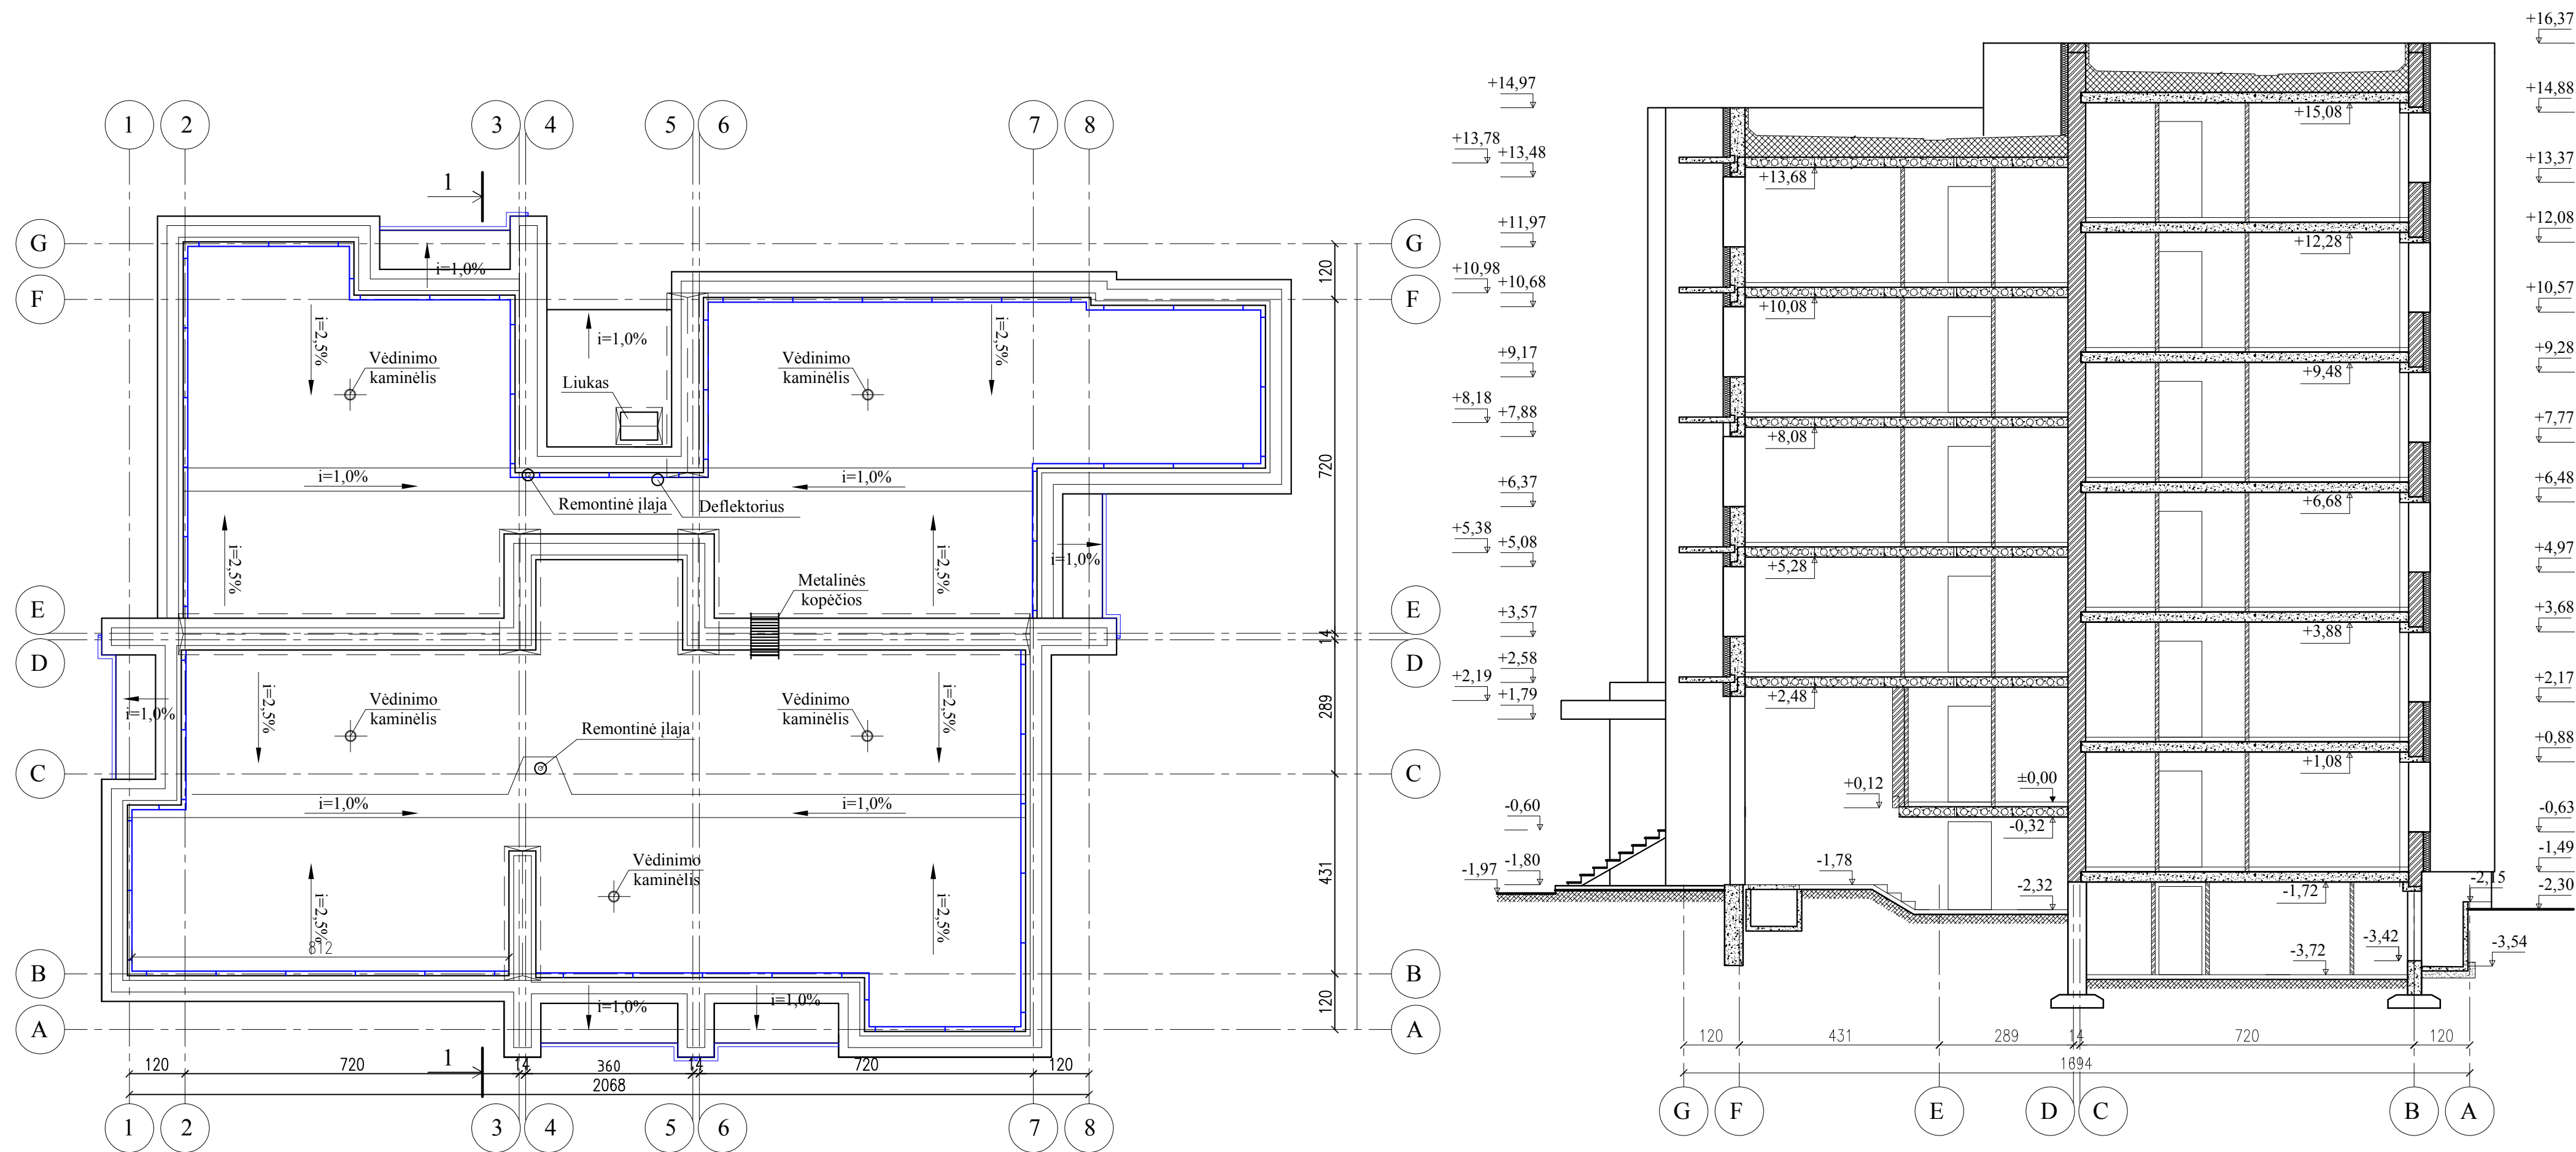 1
2
3
4
5
6
7
8
1
G
G
F
F
i=1,0%
i=2,5%
Vėdinimo
kaminėlis
i=1,0%
Liukas
Vėdinimo
kaminėlis
i=2,5%
i=1,0%
i=1,0%
Remontinė įlaja
Deflektorius
i=2,5%
i=2,5%
i=1,0%
Metalinės
kopėčios
E
E
D
D
i=1,0%
i=2,5%
Vėdinimo
kaminėlis
Vėdinimo
kaminėlis
i=2,5%
Remontinė įlaja
C
C
i=1,0%
i=1,0%
Vėdinimo
kaminėlis
i=2,5%
i=2,5%
812
B
B
i=1,0%
i=1,0%
A
A
120
720
14
289
431
120
1
120
720
14
360
14
720
120
2068
1
2
3
4
5
6
7
8
+14,97
+13,78
+13,48
+11,97
+10,98
+10,68
+9,17
+8,18
+7,88
+6,37
+5,38
+5,08
+3,57
+2,58
+2,19
+1,79
-0,60
-1,80
-1,97
+13,68
+10,08
+8,08
+5,28
+2,48
+0,12
±0,00
-0,32
-1,78
-2,32
+15,08
+12,28
+9,48
+6,68
+3,88
+1,08
-1,72
-3,72
-3,42
-3,54
-2,15
+16,37
+14,88
+13,37
+12,08
+10,57
+9,28
+7,77
+6,48
+4,97
+3,68
+2,17
+0,88
-0,63
-1,49
-2,30
120
431
289
14
720
120
1694
G
F
E
D
C
B
A